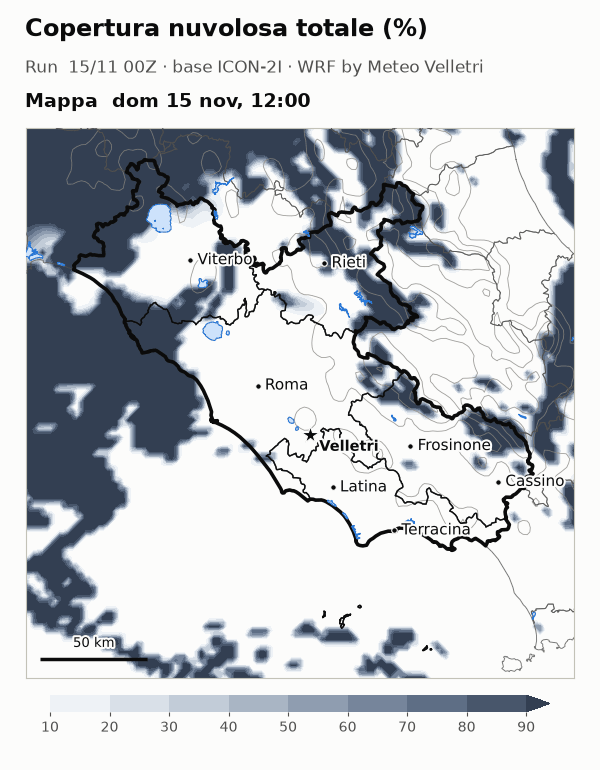 Copertura nuvolosa totale (%)
Run  15/11 00Z · base ICON-2I · WRF by Meteo Velletri
Mappa  dom 15 nov, 12:00
Viterbo
Rieti
Roma
Velletri
Frosinone
Latina
Cassino
Terracina
50 km
10 20 30 40 50 60 70 80 90